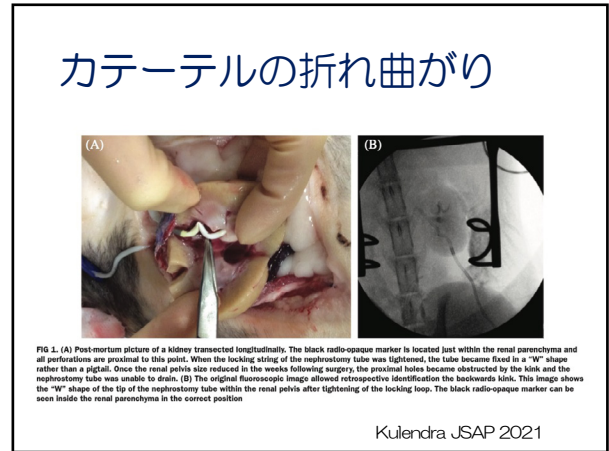 カテーテルの折れ曲がり
(A)
(B)
FIG 1. (A) Post-mortum picture of a kidney transected longitudinally. The black radio-opaque marker is located just within the renal parenchyma and
all perforations are proximal to this point. When the locking string of the nephrostomy tube was tightened, the tube became fixed in a “W” shape
rather than a pigtail. Once the renal pelvis size reduced in the weeks following surgery, the proximal holes became obstructed by the kink and the
nephrostomy tube was unable to drain. (B) The original fluoroscopic image allowed retrospective identification the backwards kink. This image shows
the “W” shape of the tip of the nephrostomy tube within the renal pelvis after tightening of the locking loop. The black radio-opaque marker can be
seen inside the renal parenchyma in the correct position
Kulendra JSAP 2021